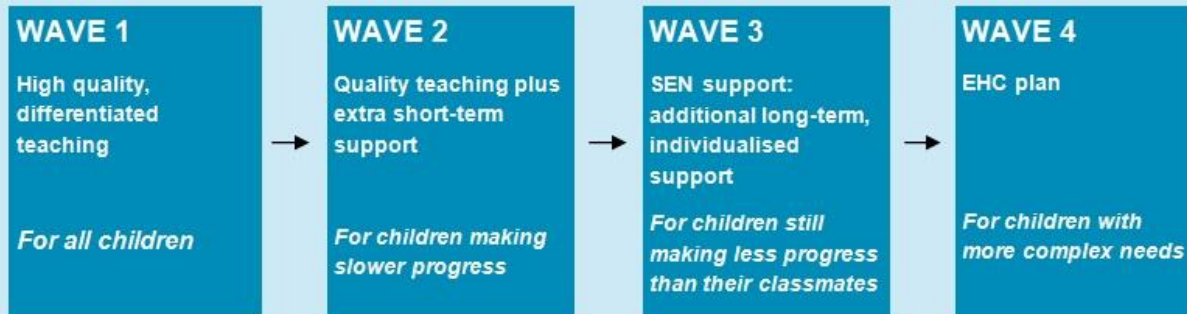 WAVE 1
High quality,
differentiated
teaching
For all children
WAVE 2
Quality teaching plus
extra short-term
support
For children making
slower progress
WAVE 3
SEN support:
additional long-term,
individualised
support
For children still
making less progress
than their classmates
WAVE 4
EHC plan
For children with
more complex needs